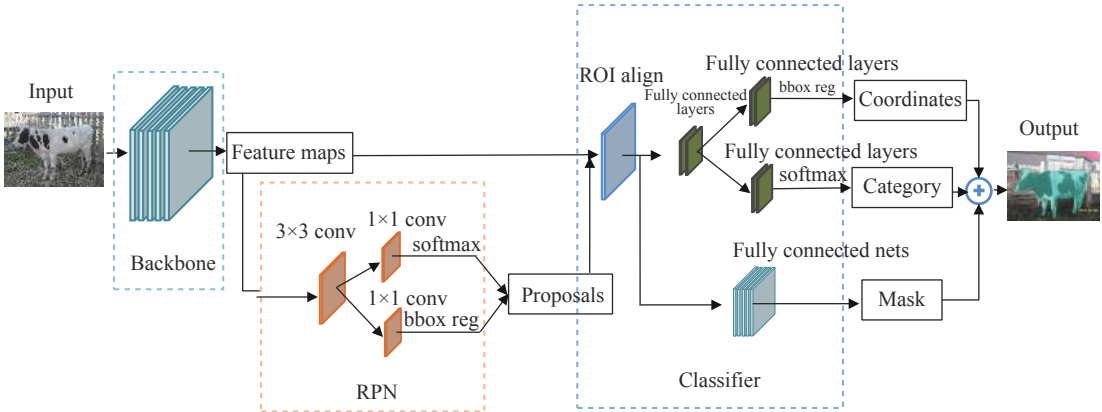 Input
Backbone
Feature maps
3×3 conv
1×1 conv
softmax
1×1 conv
bbox reg
RPN
Proposals
ROI align
Fully connected
layers
Fully connected layers
bbox reg
Coordinates
Fully connected layers
softmax
Category
Fully connected nets
Mask
Classifier
Output